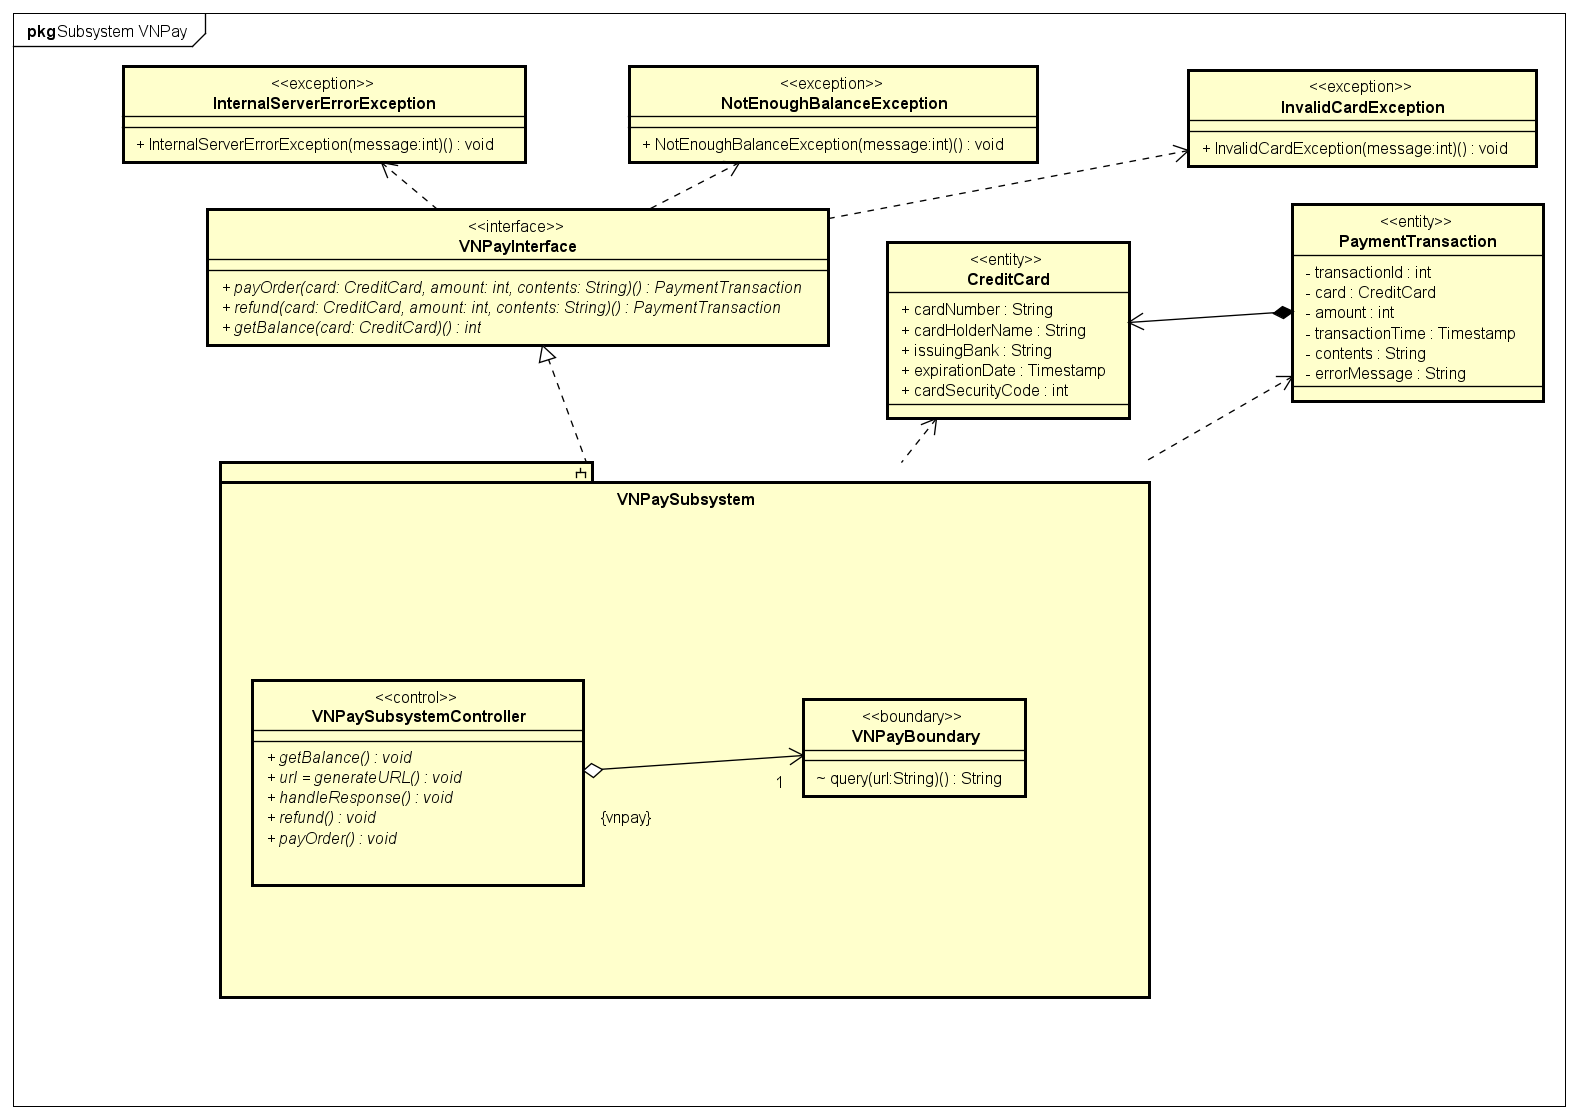 pkg Subsystem VNPay
<<exception>>
InternalServerErrorException
+ InternalServerErrorException(message:int)() : void
<<exception>>
NotEnoughBalanceException
+ NotEnoughBalanceException(message:int)() : void
<<exception>>
InvalidCardException
+ InvalidCardException(message:int)() : void
<<interface>>
VNPayInterface
+ payOrder(card: CreditCard, amount: int, contents: String)() : PaymentTransaction
+ refund(card: CreditCard, amount: int, contents: String)() : PaymentTransaction
+ getBalance(card: CreditCard)() : int
<<entity>>
CreditCard
+ cardNumber : String
+ cardHolderName : String
+ issuingBank : String
+ expirationDate : Timestamp
+ cardSecurityCode : int
<<entity>>
PaymentTransaction
- transactionId : int
- card : CreditCard
- amount : int
- transactionTime : Timestamp
- contents : String
- errorMessage : String
VNPaySubsystem
<<control>>
VNPaySubsystemController
+ getBalance() : void
+ url = generateURL() : void
+ handleResponse() : void
+ refund() : void
+ payOrder() : void
1
{vnpay}
<<boundary>>
VNPayBoundary
~ query(url:String)() : String